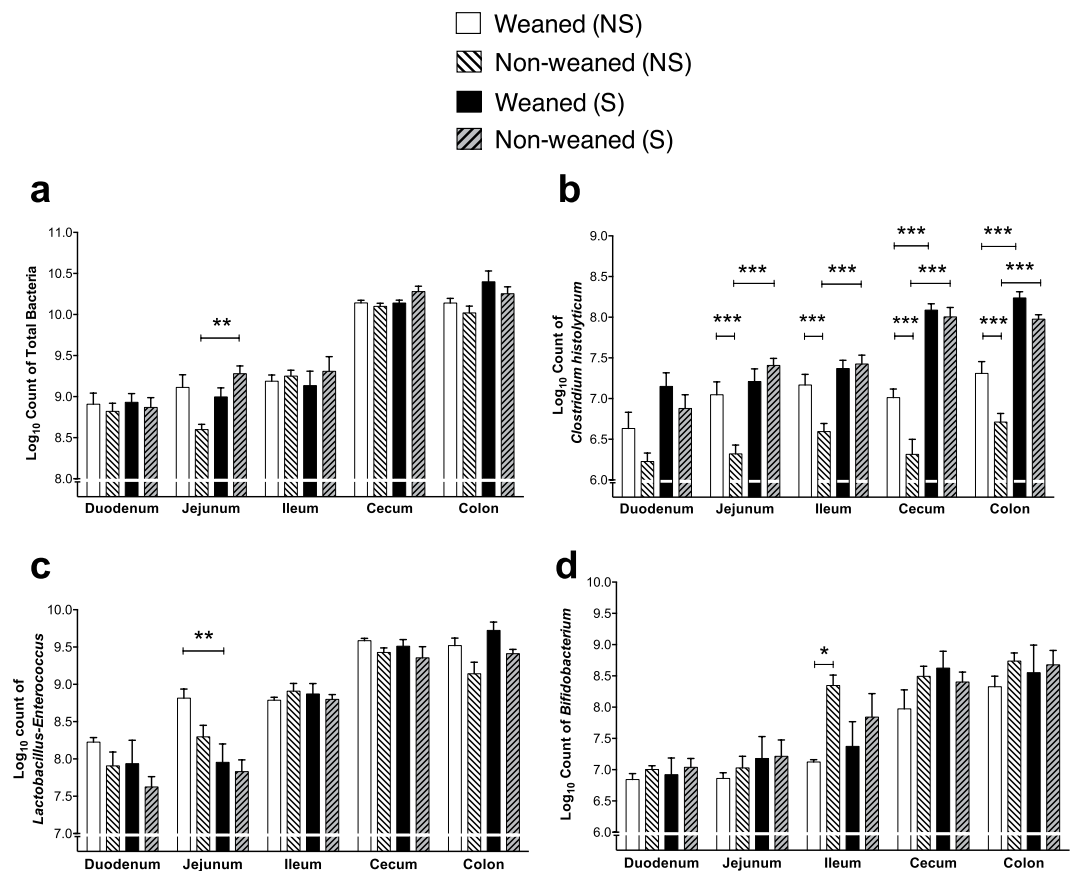 Weaned (NS)
Non-weaned (NS)
Weaned (S)
Non-weaned (S)
a
Log10 Count of Total Bacteria
11.0
10.5
10.0
9.5
9.0
8.5
8.0
**
Duodenum Jejunum Ileum Cecum Colon
b
Log10 Count of
Clostridium histolyticum
9.0
8.5
8.0
7.5
7.0
6.5
6.0
*** ***
*** *** *** ***
*** *** *** ***
Duodenum Jejunum Ileum Cecum Colon
c
Log10 count of
Lactobacillus-Enterococcus
10.0
9.5
9.0
8.5
8.0
7.5
7.0
**
Duodenum Jejunum Ileum Cecum Colon
d
Log10 Count of Bifidobacterium
10.0
9.5
9.0
8.5
8.0
7.5
7.0
6.5
6.0
*
Duodenum Jejunum Ileum Cecum Colon